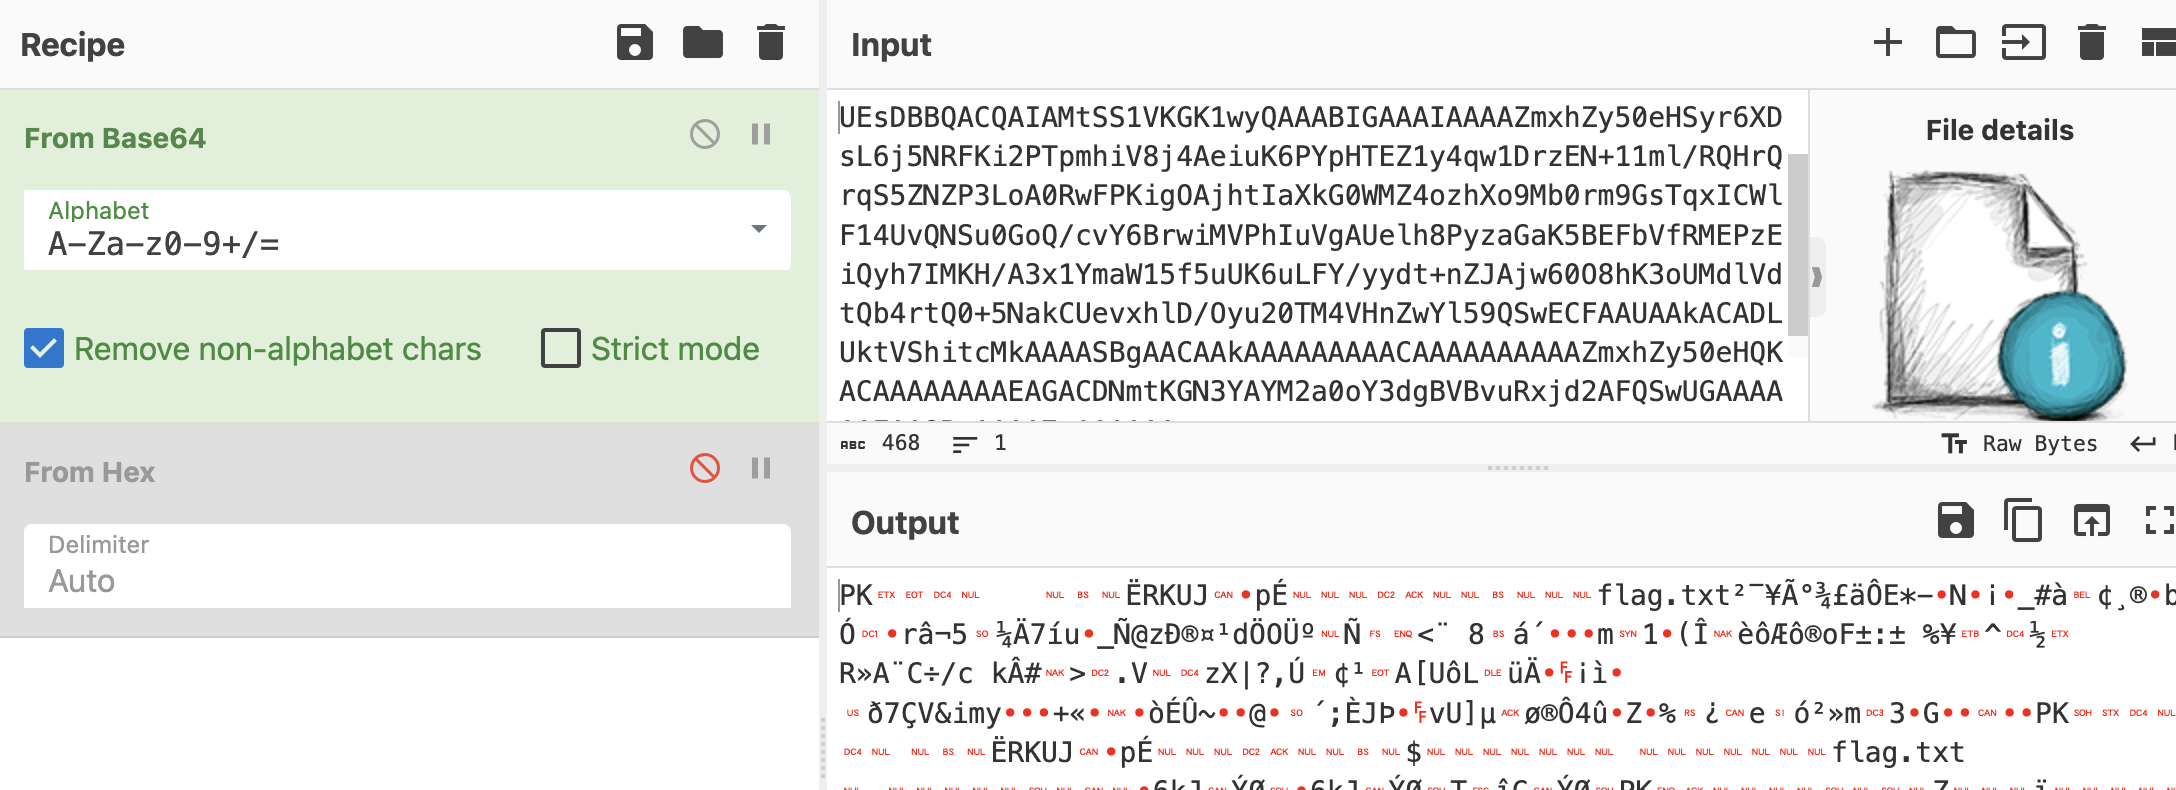 Recipe
From Base64
Alphabet
A-Za-z0-9+/=
Remove non-alphabet chars
Strict mode
From Hex
Delimiter
Auto
Input
UEsDBBQACQAIAMtSS1VKGK1wyQAAABIGAAAIAAAAZmxhZy50eHSyr6XD
sL6j5NRFKi2PTpmhiV8j4AeiuK6PYpHTEZ1y4qw1DrzEN+11ml/RQHrQ
rqS5ZNZP3LoA0RwFPKigOAjhtIaXkG0WMZ4ozhXo9Mb0rm9GsTqxICWl
F14UvQNSu0GoQ/cvY6BrwiMVPhIuVgAUelh8PyzaGaK5BEFbVfRMEPzE
iQyh7IMKH/A3x1YmaW15f5uUK6uLFY/yydt+nZJAjw60O8hK3oUMdlVd
tQb4rtQ0+5NakCUevxhlD/Oyu20TM4VHnZwYl59QSwECFAAUAAkACADL
UktVShitcMkAAAASBgAACAAkAAAAAAAAACAAAAAAAAAAZmxhZy50eHQK
ACAAAAAAAAEAGACDNmtKGN3YAYM2a0oY3dgBVBvuRxjd2AFQSwUGAAAA
File details
ABC 468 1
Raw Bytes
Output
PK ETX EOT DC4 NUL NUL BS NUL ËRKUJ CAN •pÉ NUL NUL NUL DC2 ACK NUL NUL BS NUL NUL NUL flag.txt²¯¥Ã°¾£äÔE*-•N•¡•_#à BEL ¢¸®•b
Ó DC1 •râ¬5 SO ¼Ä7íu•_Ñ@zÐ®¤¹dÖOÜº NUL Ñ FS ENQ <¨ 8 BS á´•••m SYN 1•(Î NAK èôÆô®oF±:± %¥ ETB ^ DC4 ½ ETX
R»A¨C÷/c kÂ# NAK > DC2 .V NUL DC4 zX|?,Ú EM ¢¹ EOT A[UôL DLE üÄ• FF ¡ì•
US ð7ÇV&imy•••+«• NAK •òÉÛ~••@• SO ´;ÈJÞ• FF vU]µ ACK ø®Ô4û•Z•% RS ¿ CAN e SI ó²»m DC3 3•G•• CAN ••PK SOH STX DC4 NUL
DC4 NUL NUL BS NUL ËRKUJ CAN •pÉ NUL NUL NUL DC2 ACK NUL NUL BS NUL $ NUL NUL NUL NUL NUL NUL NUL NUL NUL NUL NUL NUL NUL NUL flag.txt